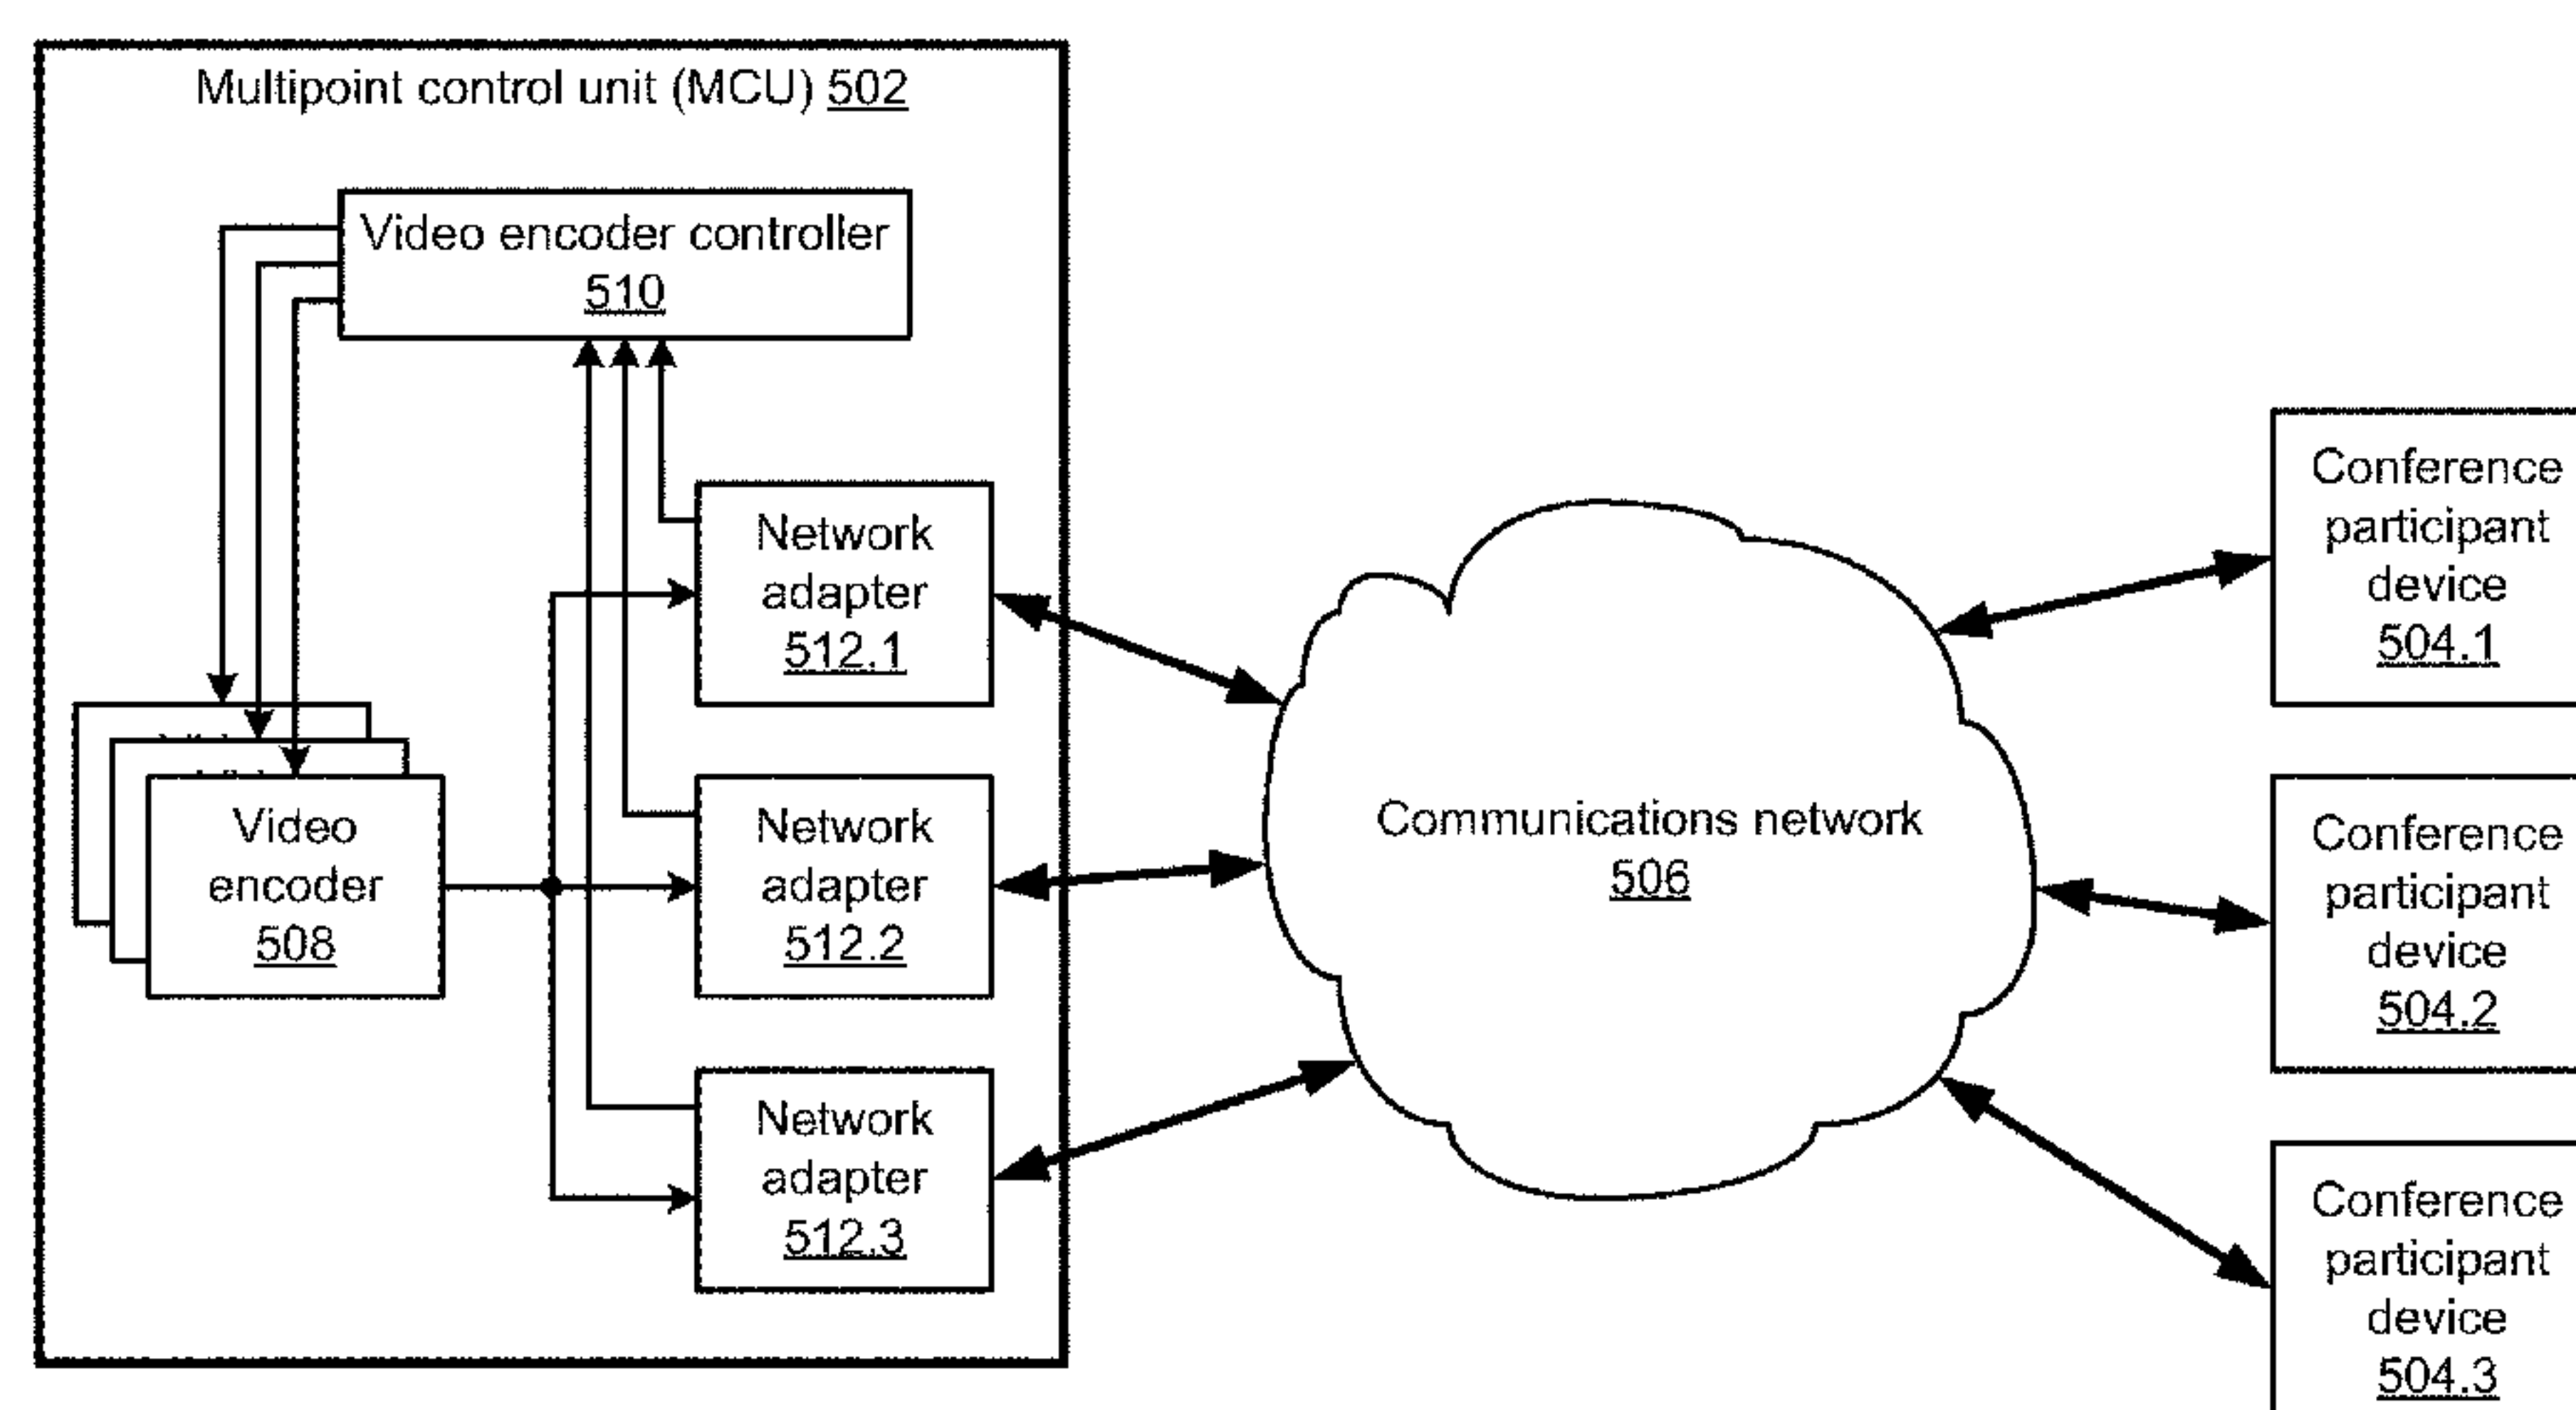 Multipoint control unit (MCU) 502
Video encoder controller
510
Network
adapter
512.1
Video
encoder
508
Network
adapter
512.2
Network
adapter
512.3
Communications network
506
Conference
participant
device
504.1
Conference
participant
device
504.2
Conference
participant
device
504.3